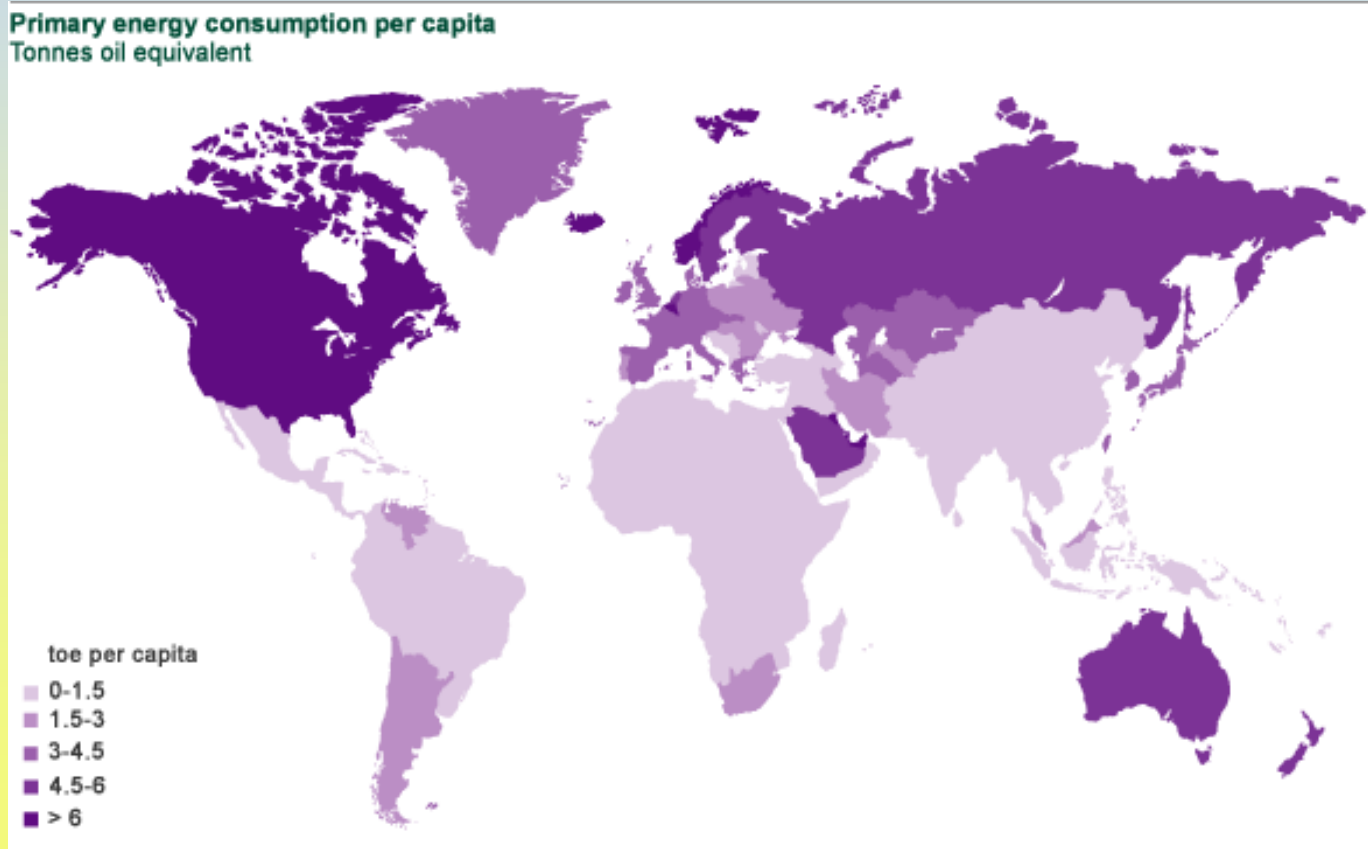 Primary energy consumption per capita
Tonnes oil equivalent
toe per capita
0-1.5
1.5-3
3-4.5
4.5-6
> 6